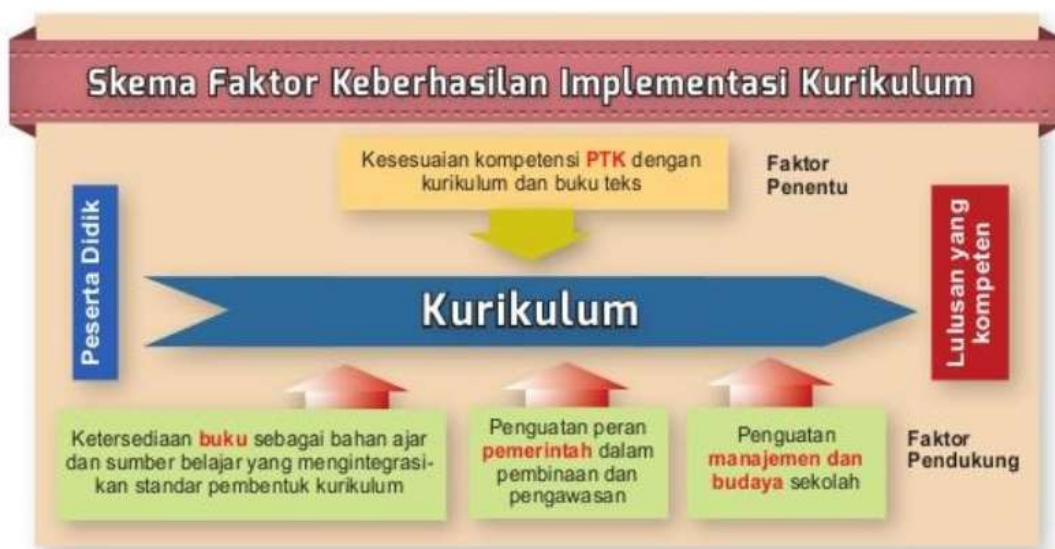 Skema Faktor Keberhasilan Implementasi Kurikulum
Kesesuaian kompetensi PTK dengan
kurikulum dan buku teks
Faktor
Penentu
Peserta Didik
Kurikulum
Lulusan yang
kompeten
Ketersediaan buku sebagai bahan ajar
dan sumber belajar yang mengintegrasi-
kan standar pembentuk kurikulum
Penguatan peran
pemerintah dalam
pembinaan dan
pengawasan
Penguatan
manajemen dan
budaya sekolah
Faktor
Pendukung